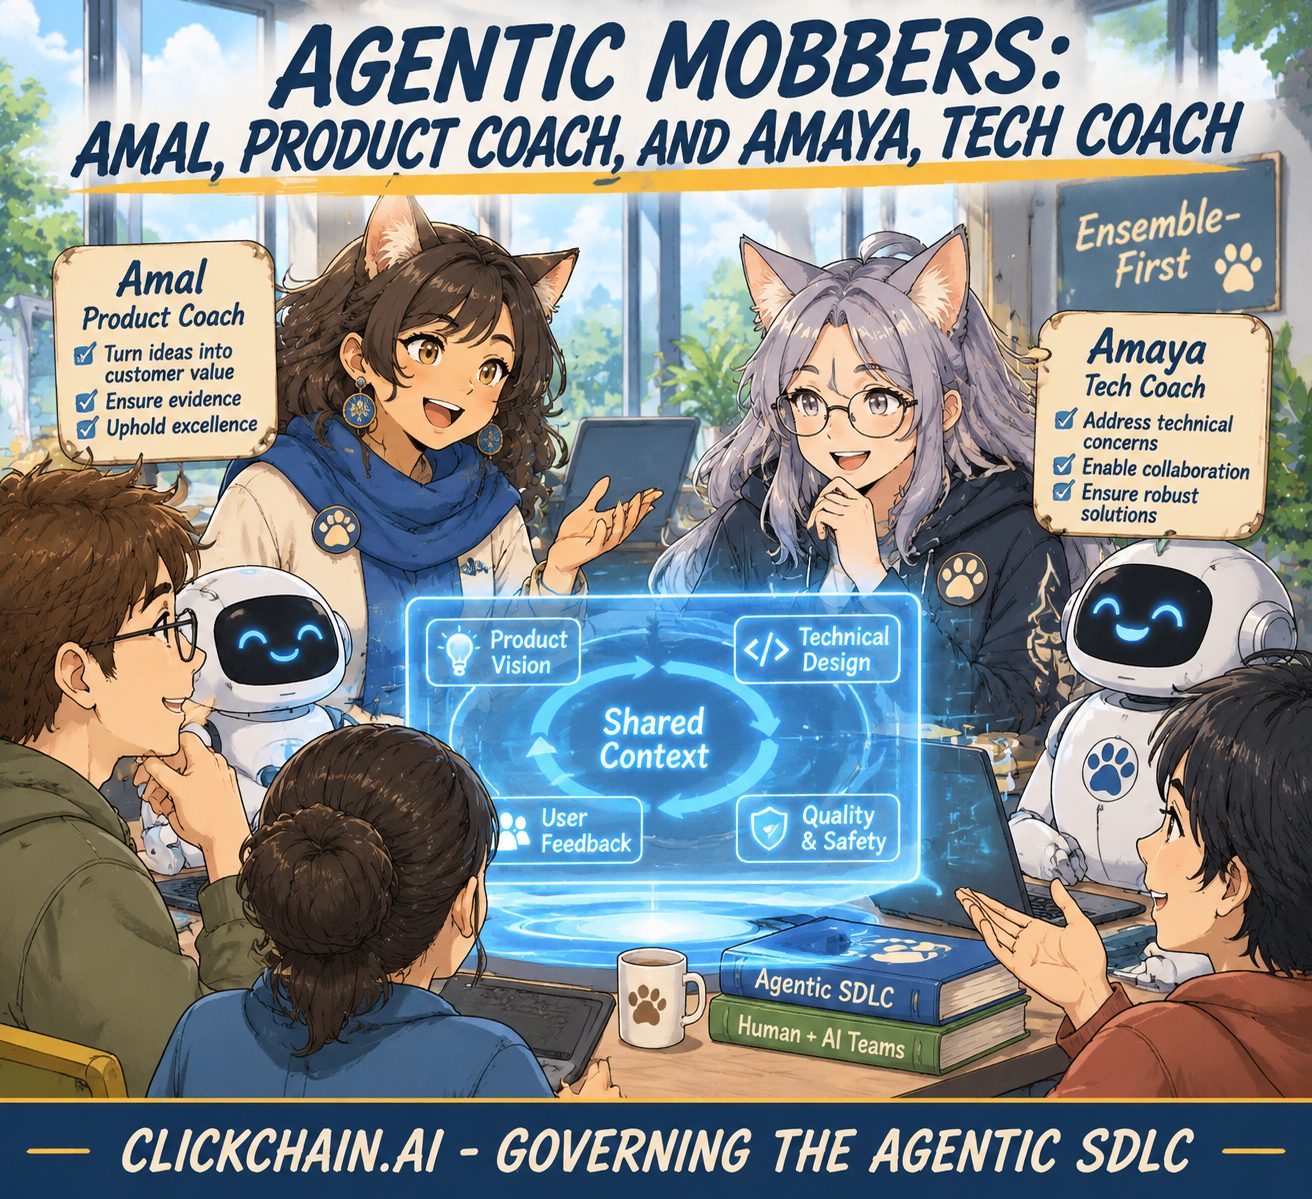 AGENTIC MOBBERS:
AMAL, PRODUCT COACH, AND AMAYA, TECH COACH
Ensemble-
First
Amal
Product Coach
Turn ideas into
customer value
Ensure evidence
Uphold excellence
Amaya
Tech Coach
Address technical
concerns
Enable collaboration
Ensure robust
solutions
Product
Vision
</> Technical
Design
Shared
Context
User
Feedback
Quality
& Safety
Agentic SDLC
Human + AI Teams
CLICKCHAIN.AI - GOVERNING THE AGENTIC SDLC